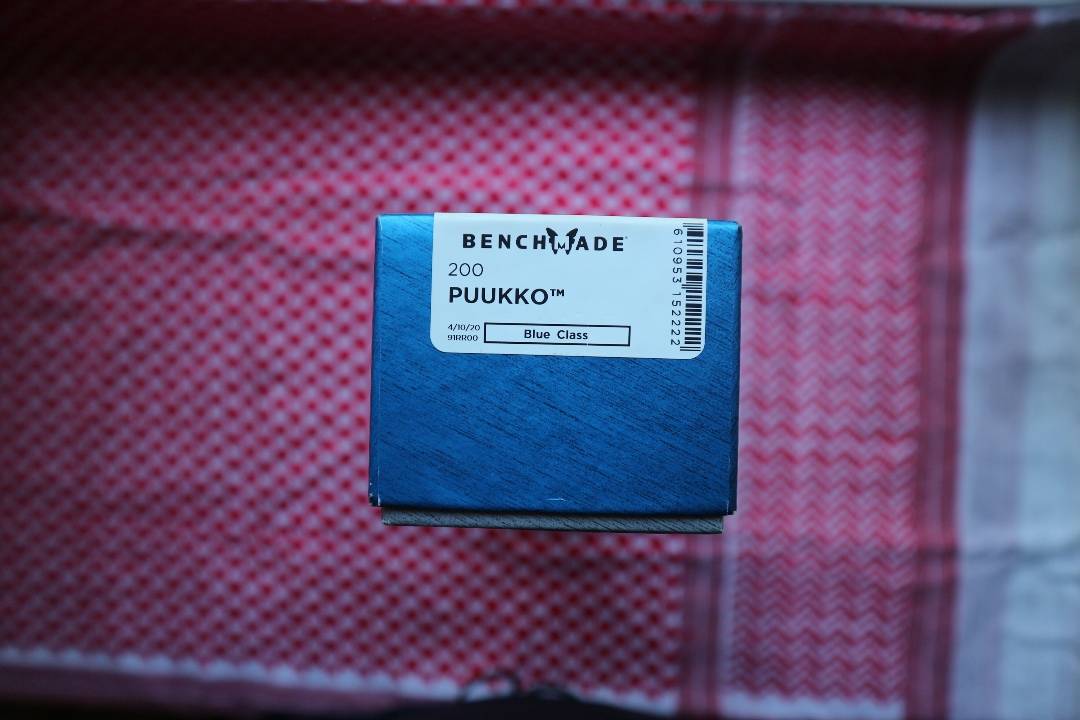 BENCHMADE
200
PUUKKO™
4/10/20
91RR00
Blue Class
610953 152222